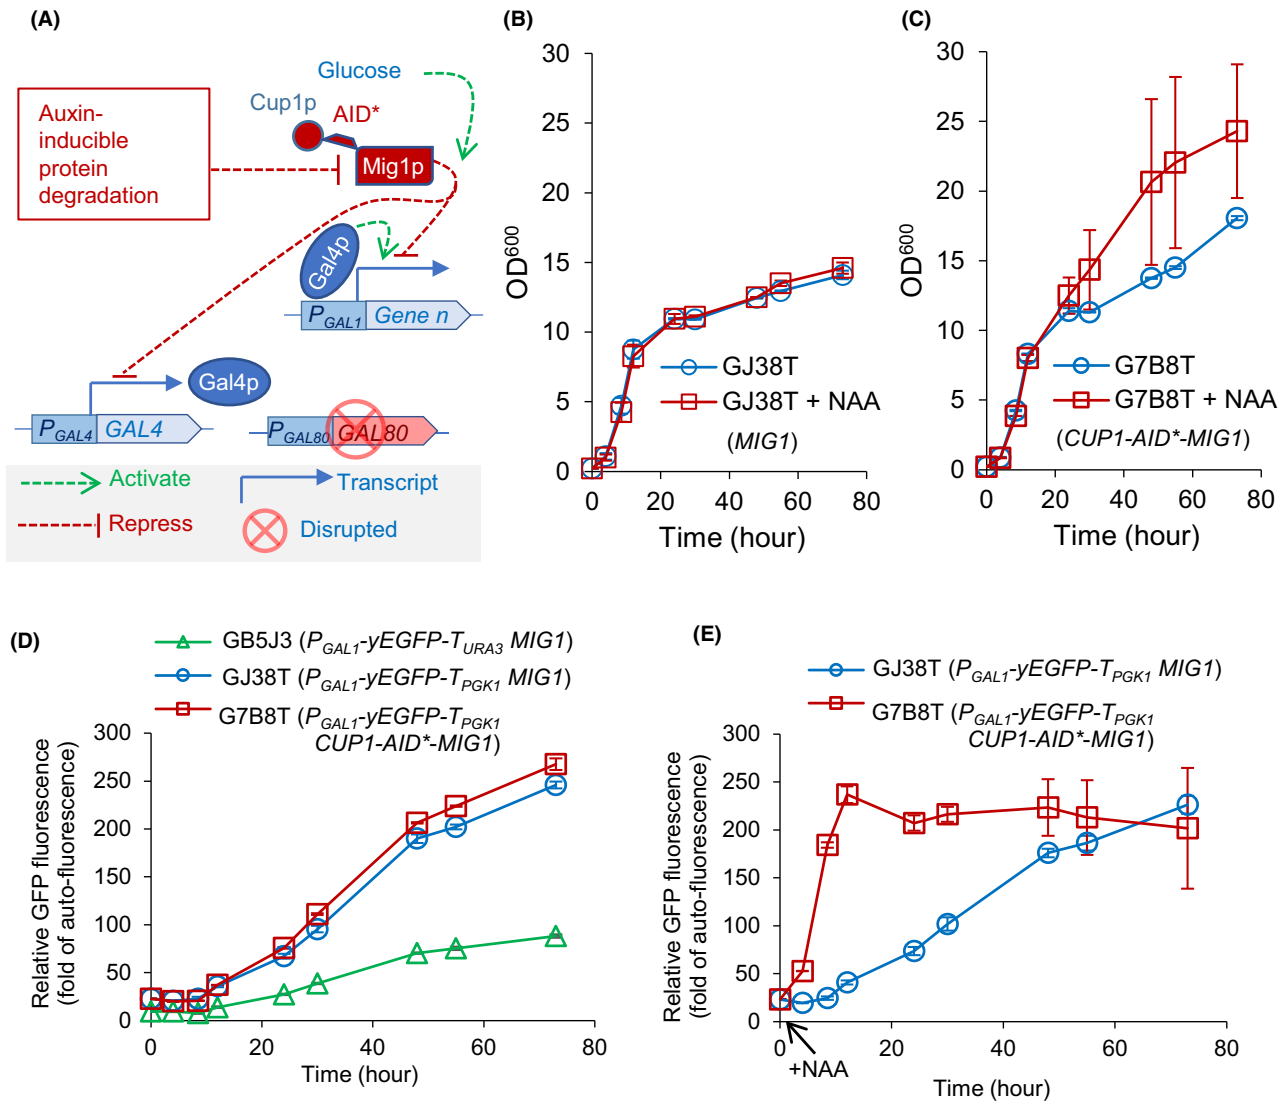 (A)
Glucose
Cup1p
AID*
Auxin-
inducible
protein
degradation
Mig1p
Gal4p
PGAL1 Gene n
Gal4p
PGAL4 GAL4
PGAL80 GAL80
Activate
Transcript
Repress
Disrupted
(B)
30
25
20
15
10
5
0
OD600
GJ38T
GJ38T + NAA
(MIG1)
0 20 40 60 80
Time (hour)
(C)
30
25
20
15
10
5
0
OD600
G7B8T
G7B8T + NAA
(CUP1-AID*-MIG1)
0 20 40 60 80
Time (hour)
(D)
GB5J3 (PGAL1-yEGFP-TURA3 MIG1)
GJ38T (PGAL1-yEGFP-TPGK1 MIG1)
G7B8T (PGAL1-yEGFP-TPGK1
CUP1-AID*-MIG1)
Relative GFP fluorescence
(fold of auto-fluorescence)
300
250
200
150
100
50
0
0 20 40 60 80
Time (hour)
(E)
GJ38T (PGAL1-yEGFP-TPGK1 MIG1)
G7B8T (PGAL1-yEGFP-TPGK1
CUP1-AID*-MIG1)
Relative GFP fluorescence
(fold of auto-fluorescence)
300
250
200
150
100
50
0
0 20 40 60 80
+NAA
Time (hour)